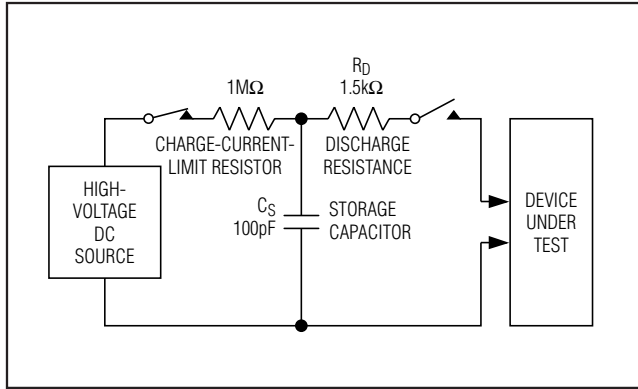 R_D
1MΩ
1.5kΩ
CHARGE-CURRENT-
LIMIT RESISTOR
DISCHARGE
RESISTANCE
HIGH-
VOLTAGE
DC
SOURCE
C_S
100pF
STORAGE
CAPACITOR
DEVICE
UNDER
TEST